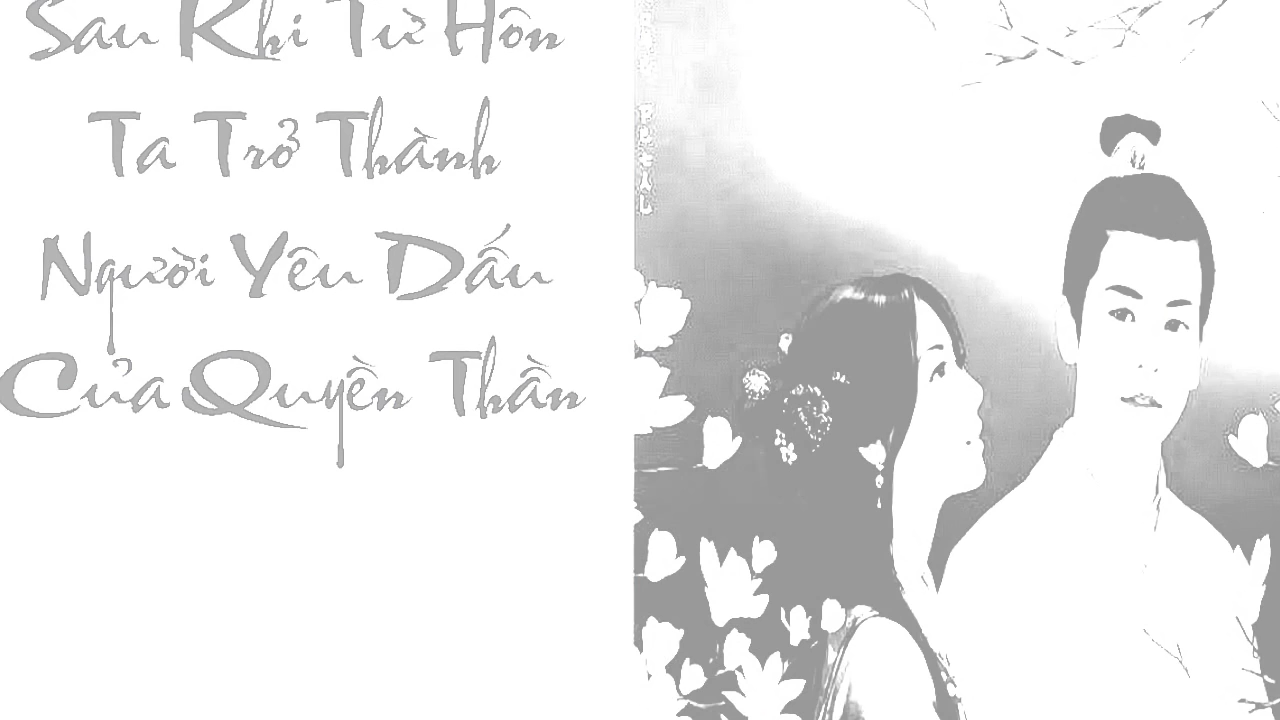 Sau Khi Từ Hôn
Ta Trở Thành
Người Yêu Dấu
Của Quyền Thần